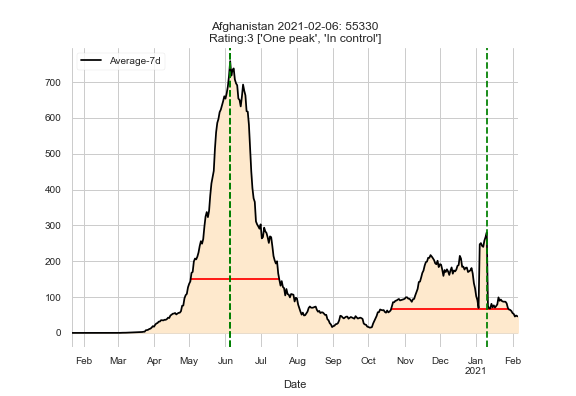 Afghanistan 2021-02-06: 55330
Rating:3 ['One peak', 'In control']
Average-7d
700
600
500
400
300
200
100
0
Feb Mar Apr May Jun Jul Aug Sep Oct Nov Dec Jan Feb
2021
Date